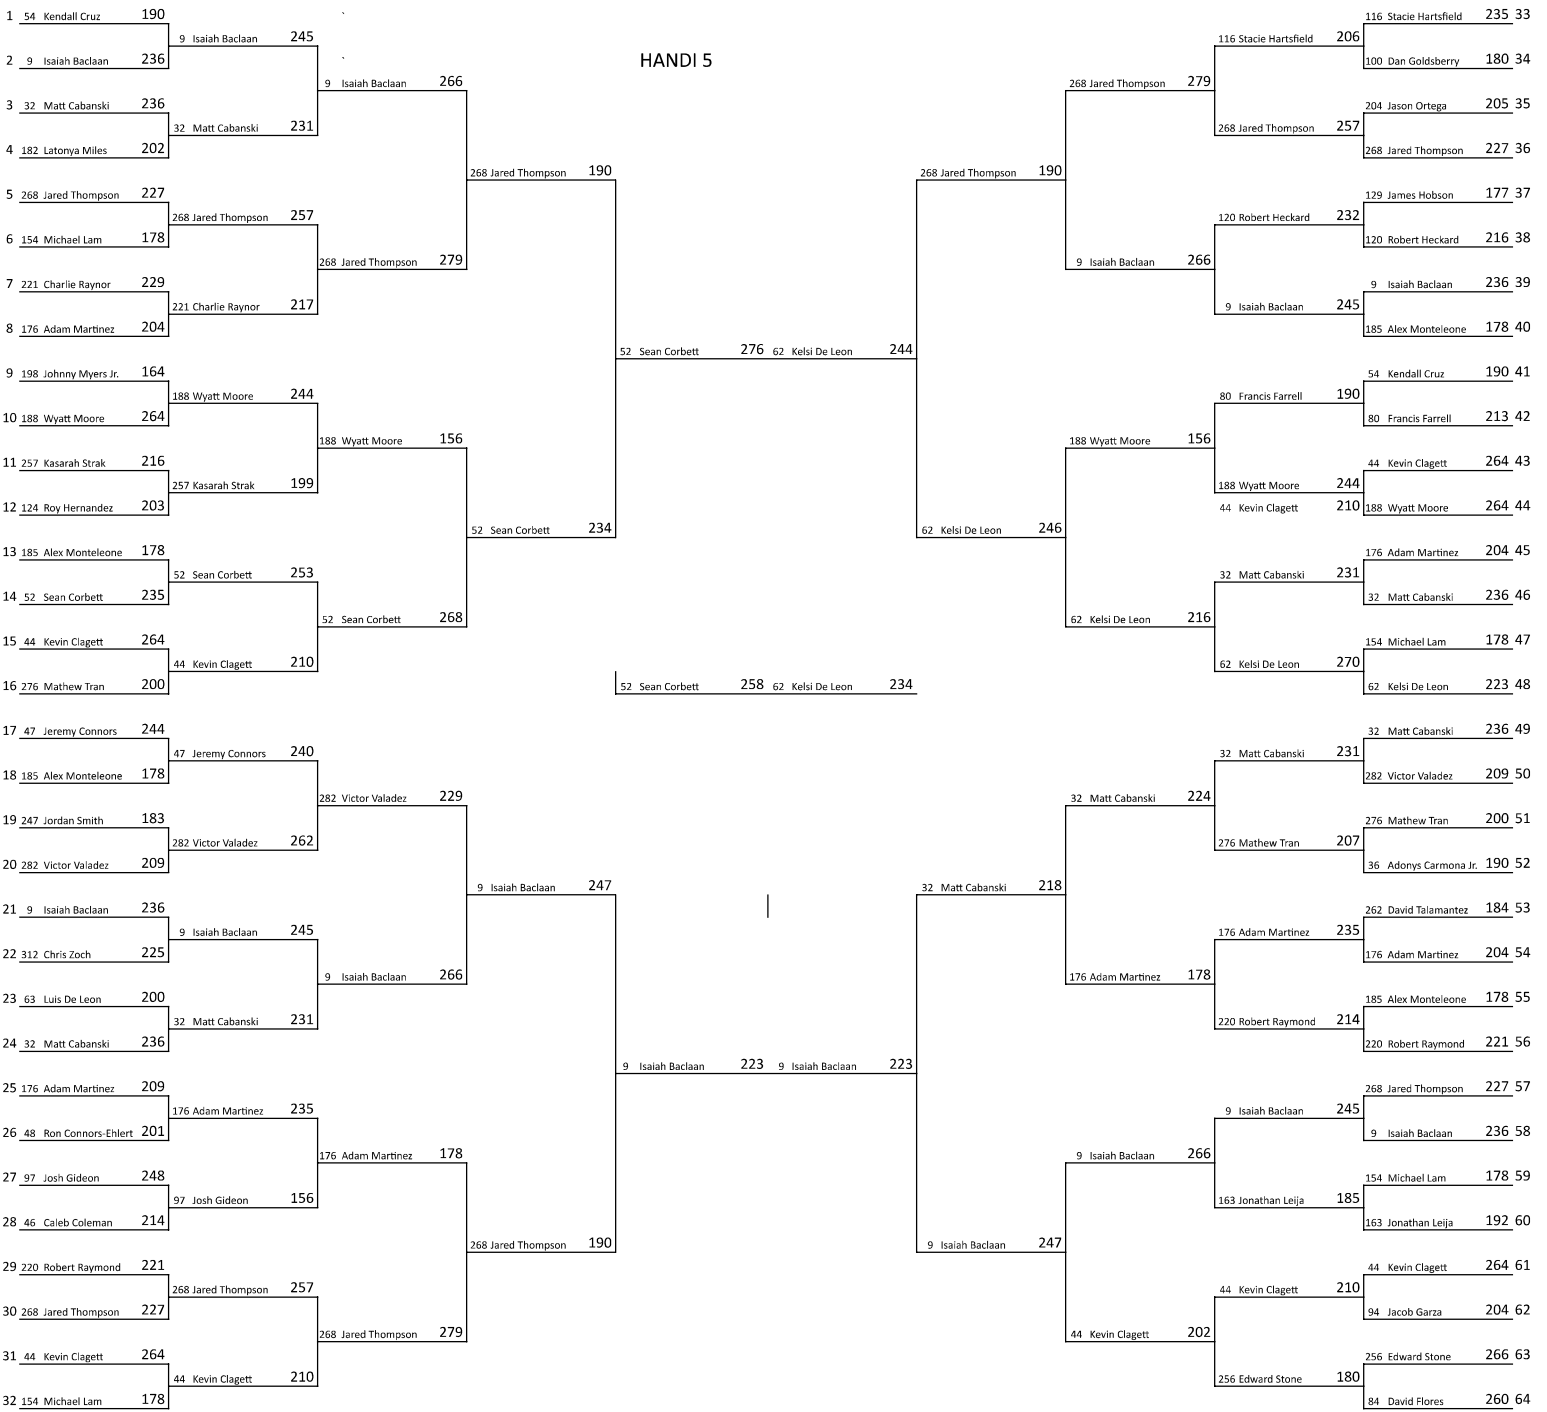 HANDI 5
1 54 Kendall Cruz 190
2 9 Isaiah Baclaan 236
3 32 Matt Cabanski 236
4 182 Latonya Miles 202
5 268 Jared Thompson 227
6 154 Michael Lam 178
7 221 Charlie Raynor 229
8 176 Adam Martinez 204
9 198 Johnny Myers Jr. 164
10 188 Wyatt Moore 264
11 257 Kasarah Strak 216
12 124 Roy Hernandez 203
13 185 Alex Monteleone 178
14 52 Sean Corbett 235
15 44 Kevin Clagett 264
16 276 Mathew Tran 200
17 47 Jeremy Connors 244
18 185 Alex Monteleone 178
19 247 Jordan Smith 183
20 282 Victor Valadez 209
21 9 Isaiah Baclaan 236
22 312 Chris Zoch 225
23 63 Luis De Leon 200
24 32 Matt Cabanski 236
25 176 Adam Martinez 209
26 48 Ron Connors-Ehlert 201
27 97 Josh Gideon 248
28 46 Caleb Coleman 214
29 220 Robert Raymond 221
30 268 Jared Thompson 227
31 44 Kevin Clagett 264
32 154 Michael Lam 178
9 Isaiah Baclaan 245
32 Matt Cabanski 231
268 Jared Thompson 257
221 Charlie Raynor 217
188 Wyatt Moore 244
257 Kasarah Strak 199
52 Sean Corbett 253
44 Kevin Clagett 210
47 Jeremy Connors 240
282 Victor Valadez 262
9 Isaiah Baclaan 245
32 Matt Cabanski 231
176 Adam Martinez 235
97 Josh Gideon 156
268 Jared Thompson 257
44 Kevin Clagett 210
9 Isaiah Baclaan 266
268 Jared Thompson 279
188 Wyatt Moore 156
52 Sean Corbett 268
282 Victor Valadez 229
9 Isaiah Baclaan 266
176 Adam Martinez 178
268 Jared Thompson 279
268 Jared Thompson 190
52 Sean Corbett 234
9 Isaiah Baclaan 247
268 Jared Thompson 190
52 Sean Corbett 276 62 Kelsi De Leon 244
52 Sean Corbett 258 62 Kelsi De Leon 234
9 Isaiah Baclaan 223 9 Isaiah Baclaan 223
268 Jared Thompson 190
62 Kelsi De Leon 246
32 Matt Cabanski 218
9 Isaiah Baclaan 247
268 Jared Thompson 279
9 Isaiah Baclaan 266
188 Wyatt Moore 156
62 Kelsi De Leon 216
32 Matt Cabanski 224
176 Adam Martinez 178
9 Isaiah Baclaan 266
44 Kevin Clagett 202
116 Stacie Hartsfield 206
268 Jared Thompson 257
120 Robert Heckard 232
9 Isaiah Baclaan 245
80 Francis Farrell 190
188 Wyatt Moore 244
44 Kevin Clagett 210
32 Matt Cabanski 231
62 Kelsi De Leon 270
32 Matt Cabanski 231
276 Mathew Tran 207
176 Adam Martinez 235
220 Robert Raymond 214
9 Isaiah Baclaan 245
163 Jonathan Leija 185
44 Kevin Clagett 210
256 Edward Stone 180
116 Stacie Hartsfield 235 33
100 Dan Goldsberry 180 34
204 Jason Ortega 205 35
268 Jared Thompson 227 36
129 James Hobson 177 37
120 Robert Heckard 216 38
9 Isaiah Baclaan 236 39
185 Alex Monteleone 178 40
54 Kendall Cruz 190 41
80 Francis Farrell 213 42
44 Kevin Clagett 264 43
188 Wyatt Moore 264 44
176 Adam Martinez 204 45
32 Matt Cabanski 236 46
154 Michael Lam 178 47
62 Kelsi De Leon 223 48
32 Matt Cabanski 236 49
282 Victor Valadez 209 50
276 Mathew Tran 200 51
36 Adonys Carmona Jr. 190 52
262 David Talamantez 184 53
176 Adam Martinez 204 54
185 Alex Monteleone 178 55
220 Robert Raymond 221 56
268 Jared Thompson 227 57
9 Isaiah Baclaan 236 58
154 Michael Lam 178 59
163 Jonathan Leija 192 60
44 Kevin Clagett 264 61
94 Jacob Garza 204 62
256 Edward Stone 266 63
84 David Flores 260 64